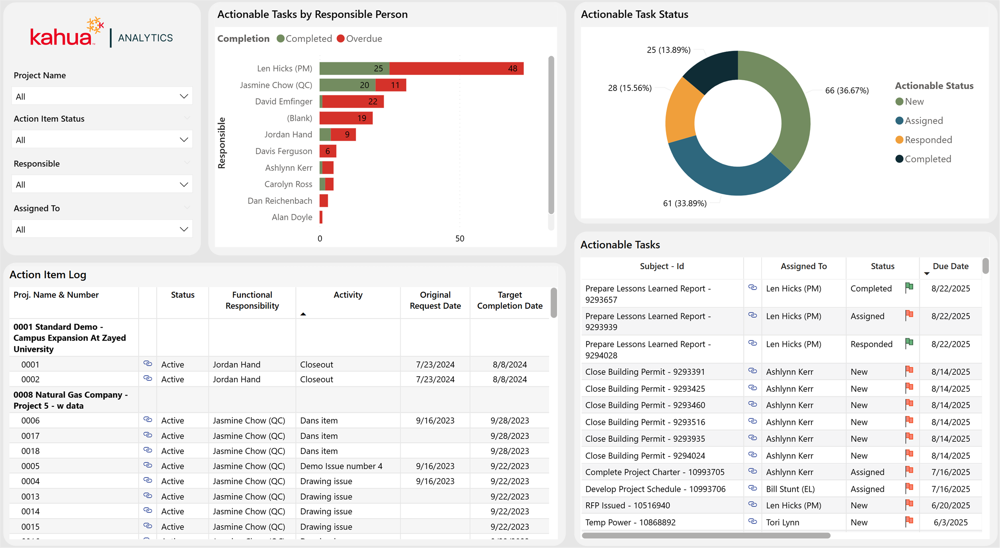 kahua™ K | ANALYTICS
Project Name
All
Action Item Status
All
Responsible
All
Assigned To
All
Actionable Tasks by Responsible Person
Completion Completed Overdue
Responsible
Len Hicks (PM) 25 48
Jasmine Chow (QC) 20 11
David Emfinger 22
(Blank) 19
Jordan Hand 9
Davis Ferguson 6
Ashlynn Kerr
Carolyn Ross
Dan Reichenbach
Alan Doyle
0 50
Actionable Task Status
25 (13.89%)
28 (15.56%)
66 (36.67%)
61 (33.89%)
Actionable Status
New
Assigned
Responded
Completed
Action Item Log
Proj. Name & Number Status Functional Responsibility Activity Original Request Date Target Completion Date
0001 Standard Demo -
Campus Expansion At Zayed
University
0001 Active Jordan Hand Closeout 7/23/2024 8/8/2024
0002 Active Jordan Hand Closeout 7/23/2024 8/8/2024
0008 Natural Gas Company -
Project 5 - w data
0006 Active Jasmine Chow (QC) Dans item 9/16/2023 9/28/2023
0017 Active Jasmine Chow (QC) Dans item 9/28/2023
0018 Active Jasmine Chow (QC) Dans item 9/28/2023
0005 Active Jasmine Chow (QC) Demo Issue number 4 9/16/2023 9/22/2023
0004 Active Jasmine Chow (QC) Drawing issue 9/16/2023 9/22/2023
0013 Active Jasmine Chow (QC) Drawing issue 9/22/2023
0014 Active Jasmine Chow (QC) Drawing issue 9/22/2023
0015 Active Jasmine Chow (QC) Drawing issue 9/22/2023
Actionable Tasks
Subject - Id Assigned To Status Due Date
Prepare Lessons Learned Report -
9293657 Len Hicks (PM) Completed 8/22/2025
Prepare Lessons Learned Report -
9293939 Len Hicks (PM) Assigned 8/22/2025
Prepare Lessons Learned Report -
9294028 Len Hicks (PM) Responded 8/22/2025
Close Building Permit - 9293391 Ashlynn Kerr New 8/14/2025
Close Building Permit - 9293425 Ashlynn Kerr New 8/14/2025
Close Building Permit - 9293460 Ashlynn Kerr New 8/14/2025
Close Building Permit - 9293516 Ashlynn Kerr New 8/14/2025
Close Building Permit - 9293935 Ashlynn Kerr New 8/14/2025
Close Building Permit - 9294024 Ashlynn Kerr New 8/14/2025
Complete Project Charter - 10993705 Ashlynn Kerr Assigned 7/16/2025
Develop Project Schedule - 10993706 Bill Stunt (EL) Assigned 7/16/2025
RFP Issued - 10516940 Len Hicks (PM) New 6/20/2025
Temp Power - 10868892 Tori Lynn New 6/3/2025